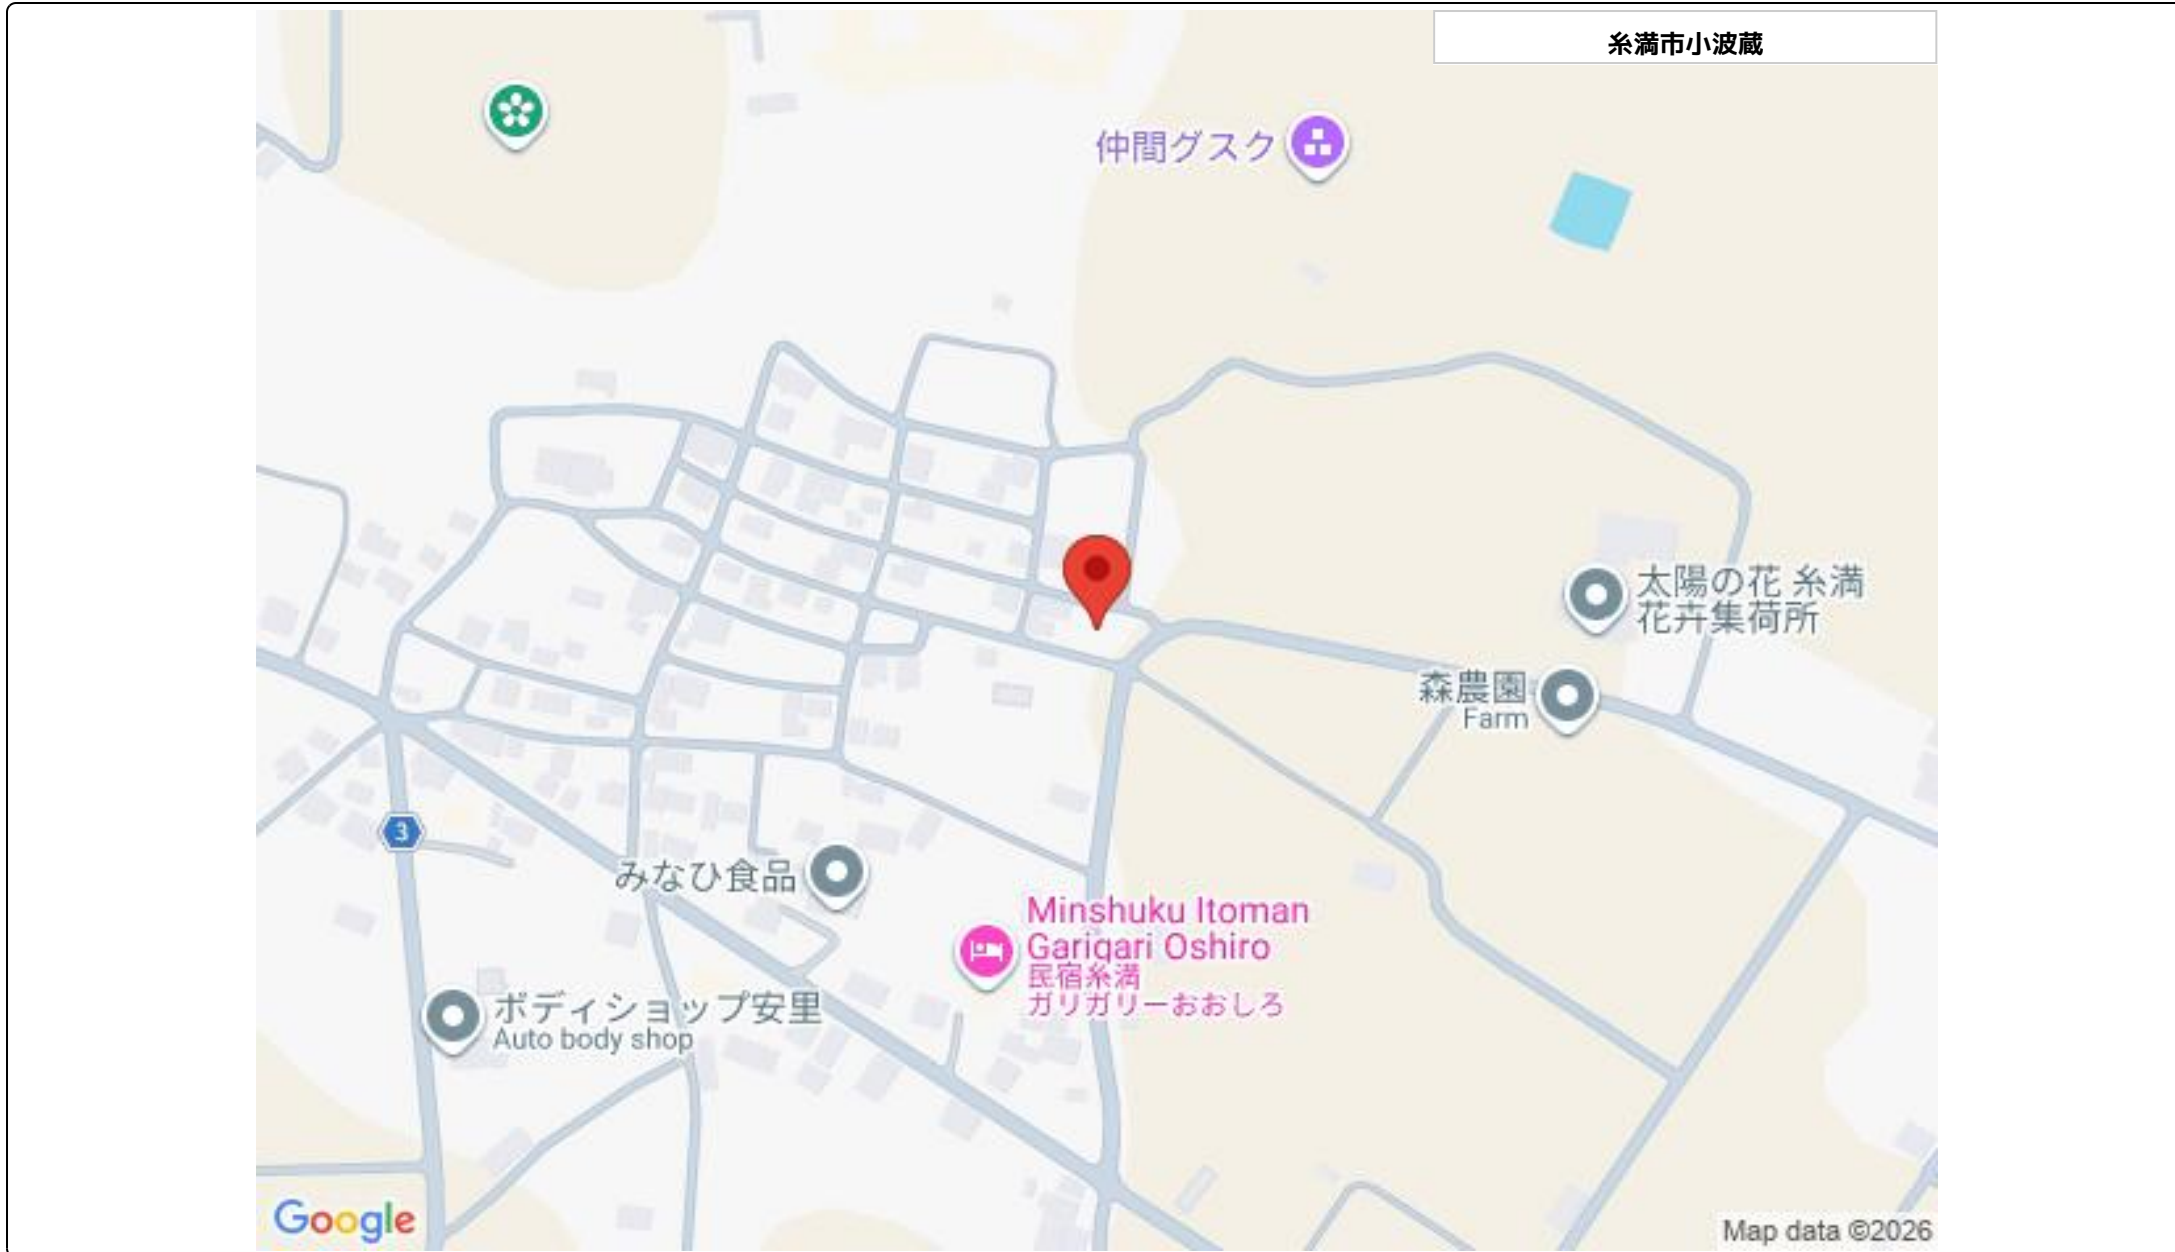 糸満市小波蔵
仲間グスク
太陽の花 糸満
花卉集荷所
森農園
Farm
3
みなひ食品
Minshuku Itoman
Garigari Oshiro
民宿糸満
ガリガリーおおしろ
ボディショップ安里
Auto body shop
Google
Map data ©2026